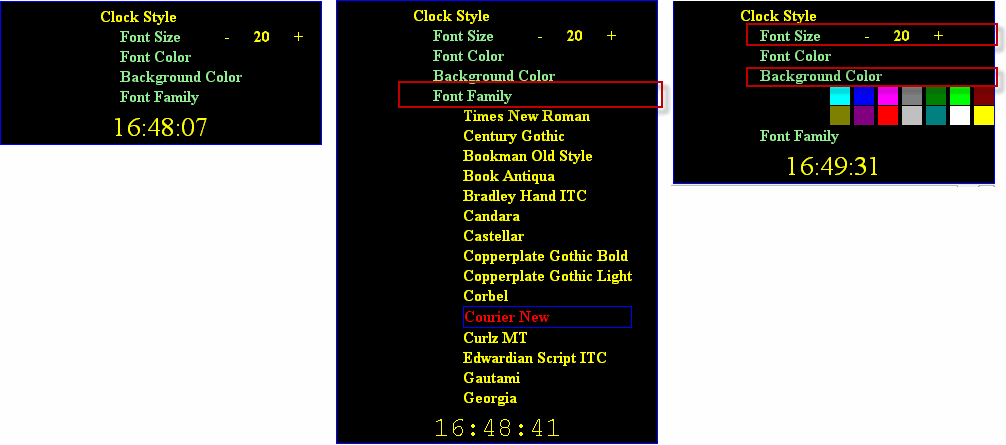 Clock Style
Font Size - 20 +
Font Color
Background Color
Font Family
16:48:07
Clock Style
Font Size - 20 +
Font Color
Background Color
Font Family
Times New Roman
Century Gothic
Bookman Old Style
Book Antiqua
Bradley Hand ITC
Candara
Castellar
Copperplate Gothic Bold
Copperplate Gothic Light
Corbel
Courier New
Curlz MT
Edwardian Script ITC
Gautami
Georgia
16:48:41
Clock Style
Font Size - 20 +
Font Color
Background Color
Font Family
16:49:31